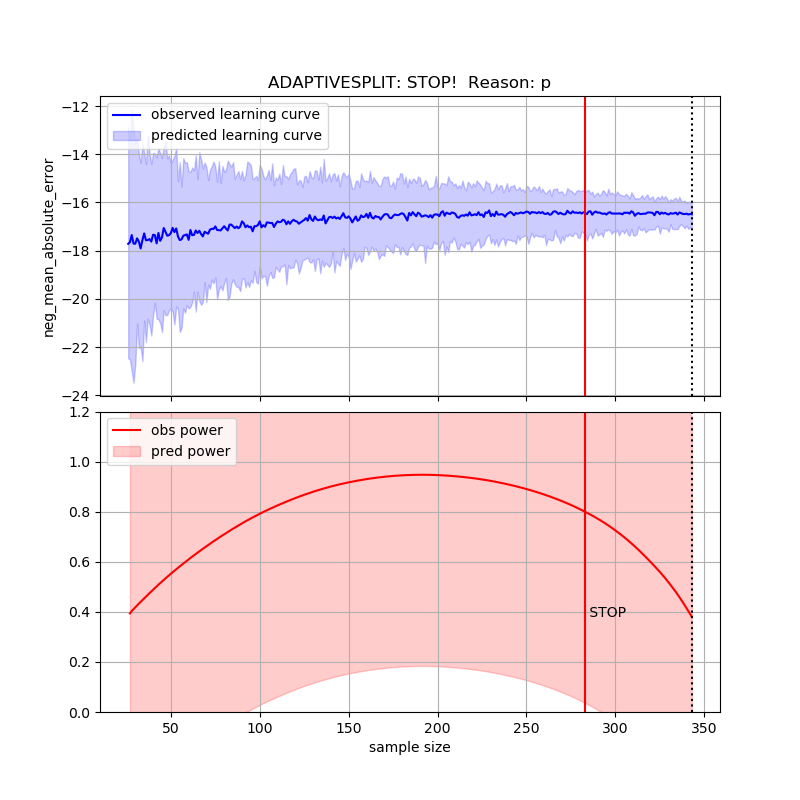 ADAPTIVESPLIT: STOP!  Reason: p
observed learning curve
predicted learning curve
neg_mean_absolute_error
−12
−14
−16
−18
−20
−22
−24
obs power
pred power
1.2
1.0
0.8
0.6
0.4
0.2
0.0
STOP
50 100 150 200 250 300 350
sample size